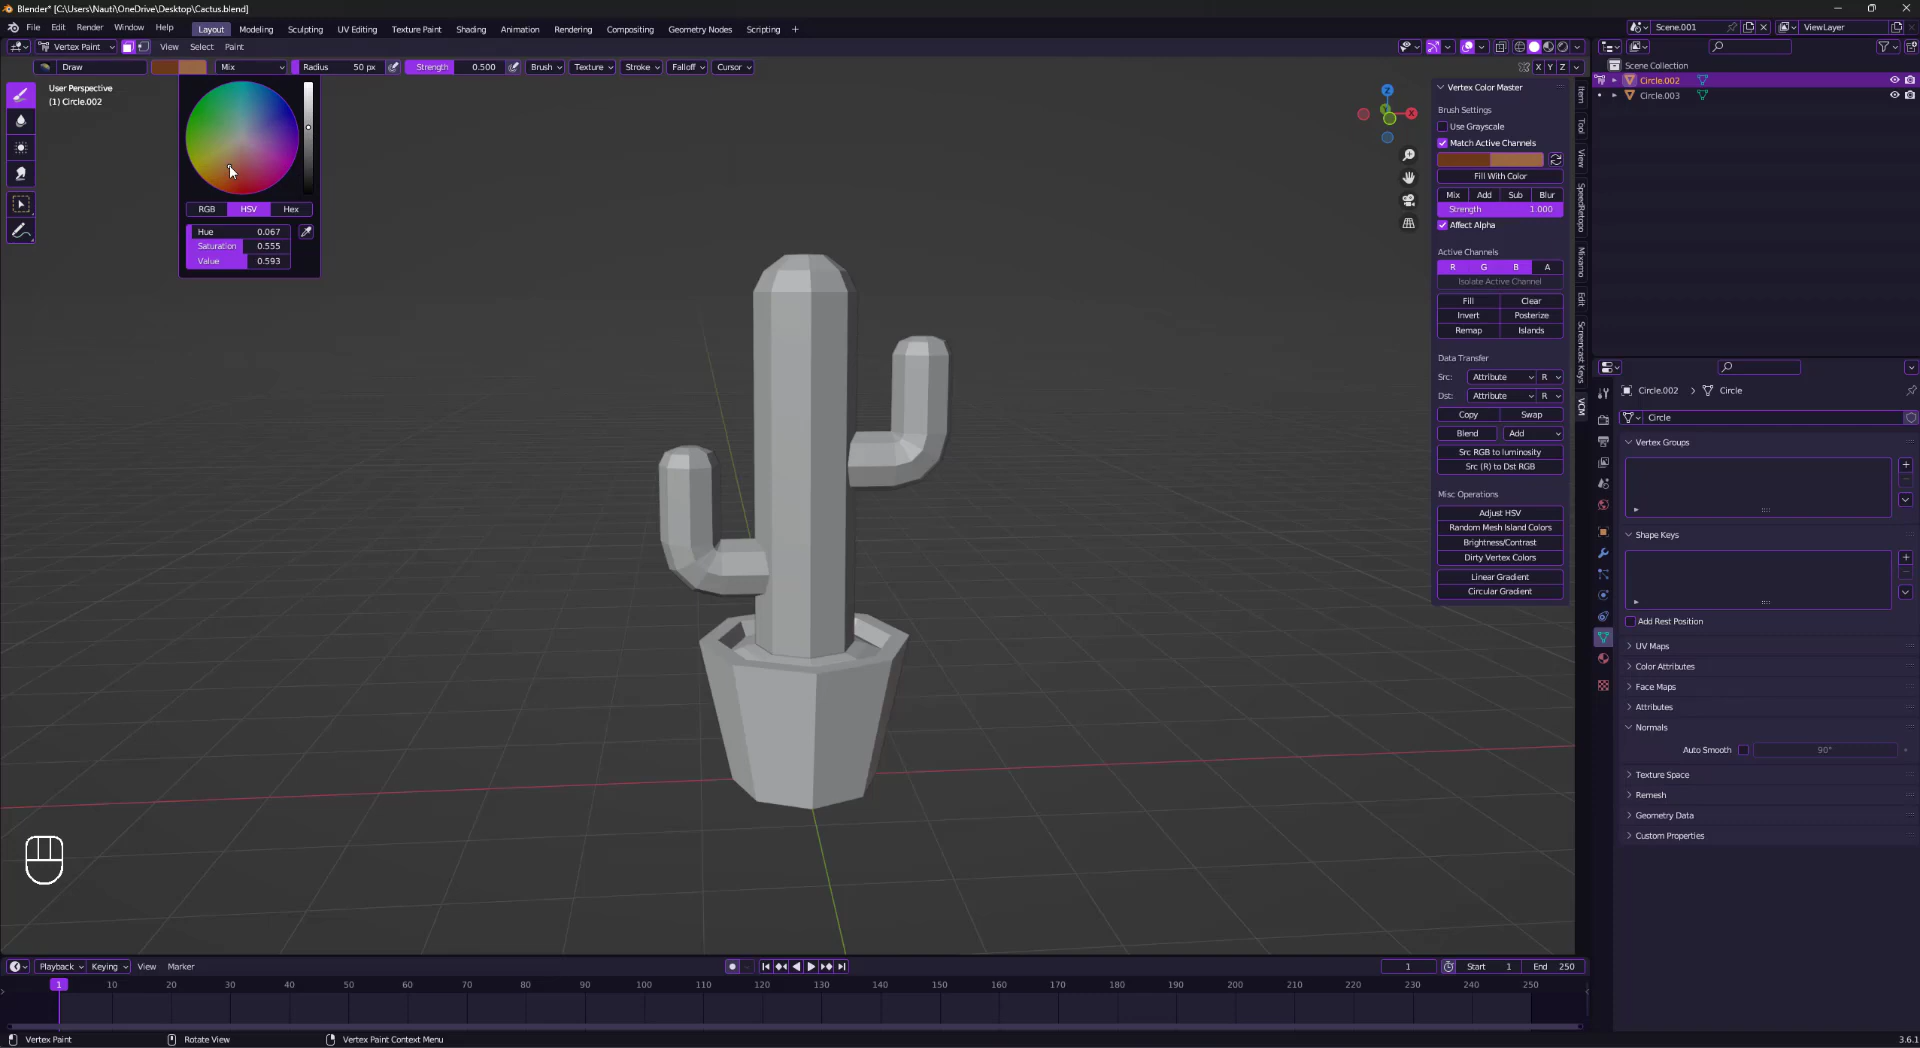 Blender* [C:\Users\Nauti\OneDrive\Desktop\Cactus.blend]
File Edit Render Window Help Layout Modeling Sculpting UV Editing Texture Paint Shading Animation Rendering Compositing Geometry Nodes Scripting + Scene.001 ViewLayer
Vertex Paint View Select Paint
Draw Mix Radius 50 px Strength 0.500 Brush Texture Stroke Falloff Cursor X Y Z
User Perspective
(1) Circle.002
RGB HSV Hex
Hue 0.067
Saturation 0.555
Value 0.593
Z
X
Y
Vertex Color Master
Brush Settings
Use Grayscale
Match Active Channels
Fill With Color
Mix Add Sub Blur
Strength 1.000
Affect Alpha
Active Channels
R G B A
Isolate Active Channel
Fill Clear
Invert Posterize
Remap Islands
Data Transfer
Src: Attribute R
Dst: Attribute R
Copy Swap
Blend Add
Src RGB to luminosity
Src (R) to Dst RGB
Misc Operations
Adjust HSV
Random Mesh Island Colors
Brightness/Contrast
Dirty Vertex Colors
Linear Gradient
Circular Gradient
Item
Tool
View
SpeedRetopo
Mixamo
Edit
Screencast Keys
VCM
Scene Collection
Circle.002
Circle.003
Circle.002 > Circle
Circle
Vertex Groups
Shape Keys
Add Rest Position
UV Maps
Color Attributes
Face Maps
Attributes
Normals
Auto Smooth 90°
Texture Space
Remesh
Geometry Data
Custom Properties
Playback Keying View Marker 1 Start 1 End 250
1 10 20 30 40 50 60 70 80 90 100 110 120 130 140 150 160 170 180 190 200 210 220 230 240 250
Vertex Paint Rotate View Vertex Paint Context Menu 3.6.1